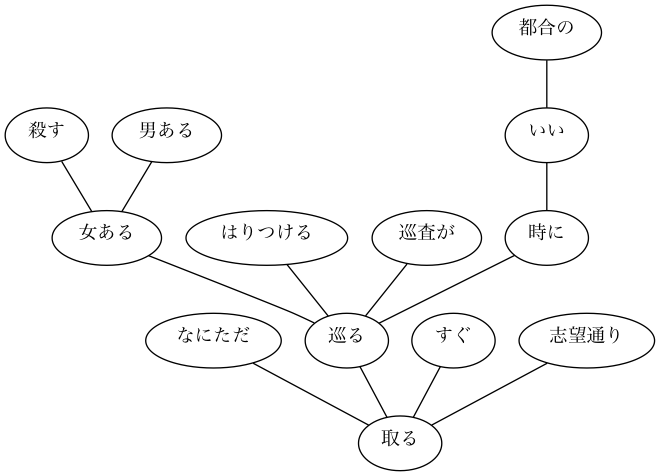 都合の
殺す
男ある
いい
女ある
はりつける
巡査が
時に
なにただ
巡る
すぐ
志望通り
取る